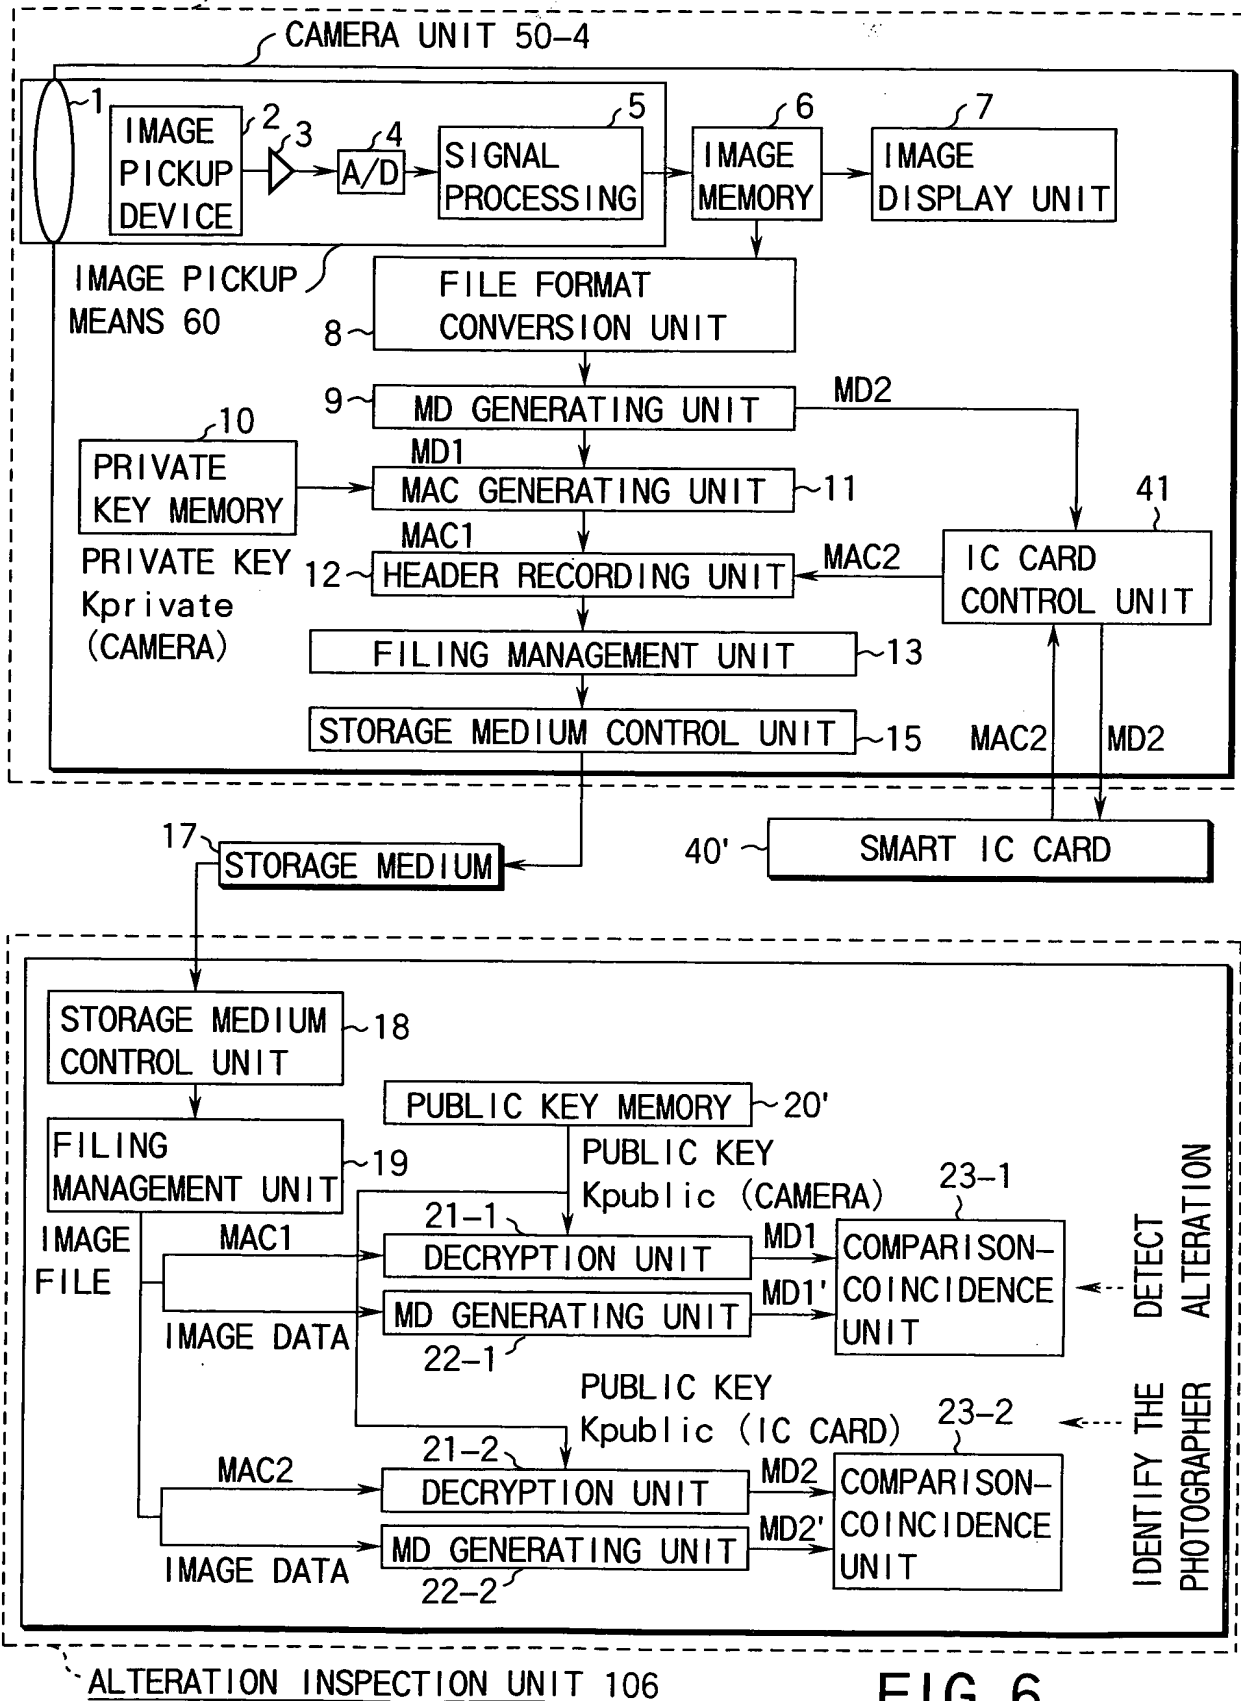 CAMERA UNIT 50-4
1
IMAGE
PICKUP
DEVICE
2
3
4
A/D
5
SIGNAL
PROCESSING
6
IMAGE
MEMORY
7
IMAGE
DISPLAY UNIT
IMAGE PICKUP
MEANS 60
8
FILE FORMAT
CONVERSION UNIT
9
MD GENERATING UNIT
MD2
10
PRIVATE
KEY MEMORY
MD1
MAC GENERATING UNIT
11
41
PRIVATE KEY
Kprivate
(CAMERA)
MAC1
12
HEADER RECORDING UNIT
MAC2
IC CARD
CONTROL UNIT
FILING MANAGEMENT UNIT
13
STORAGE MEDIUM CONTROL UNIT
15
MAC2
MD2
17
STORAGE MEDIUM
40'
SMART IC CARD
STORAGE MEDIUM
CONTROL UNIT
18
PUBLIC KEY MEMORY
20'
FILING
MANAGEMENT UNIT
19
PUBLIC KEY
Kpublic (CAMERA)
23-1
IMAGE
FILE
MAC1
21-1
DECRYPTION UNIT
MD1
COMPARISON-
COINCIDENCE
UNIT
DETECT
ALTERATION
IMAGE DATA
MD GENERATING UNIT
MD1'
22-1
PUBLIC KEY
Kpublic (IC CARD)
23-2
MAC2
21-2
DECRYPTION UNIT
MD2
COMPARISON-
COINCIDENCE
UNIT
IDENTIFY THE
PHOTOGRAPHER
IMAGE DATA
MD GENERATING UNIT
MD2'
22-2
ALTERATION INSPECTION UNIT 106
FIG. 6